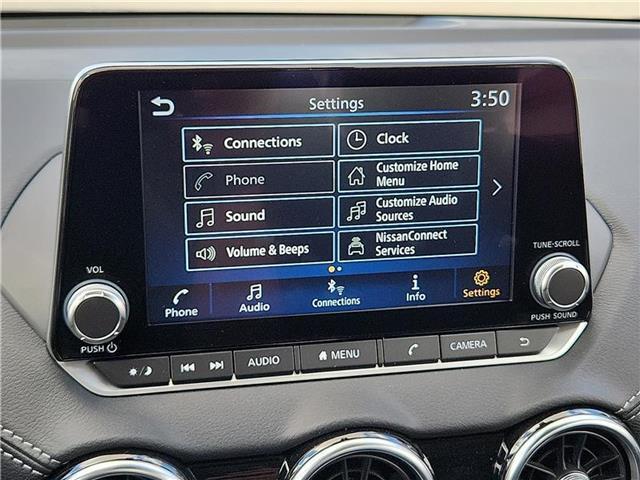 Settings 3:50
Connections
Clock
Phone
Customize Home
Menu
Sound
Customize Audio
Sources
Volume & Beeps
NissanConnect
Services
Phone Audio Connections Info Settings
VOL
PUSH
TUNE·SCROLL
PUSH SOUND
AUDIO MENU CAMERA